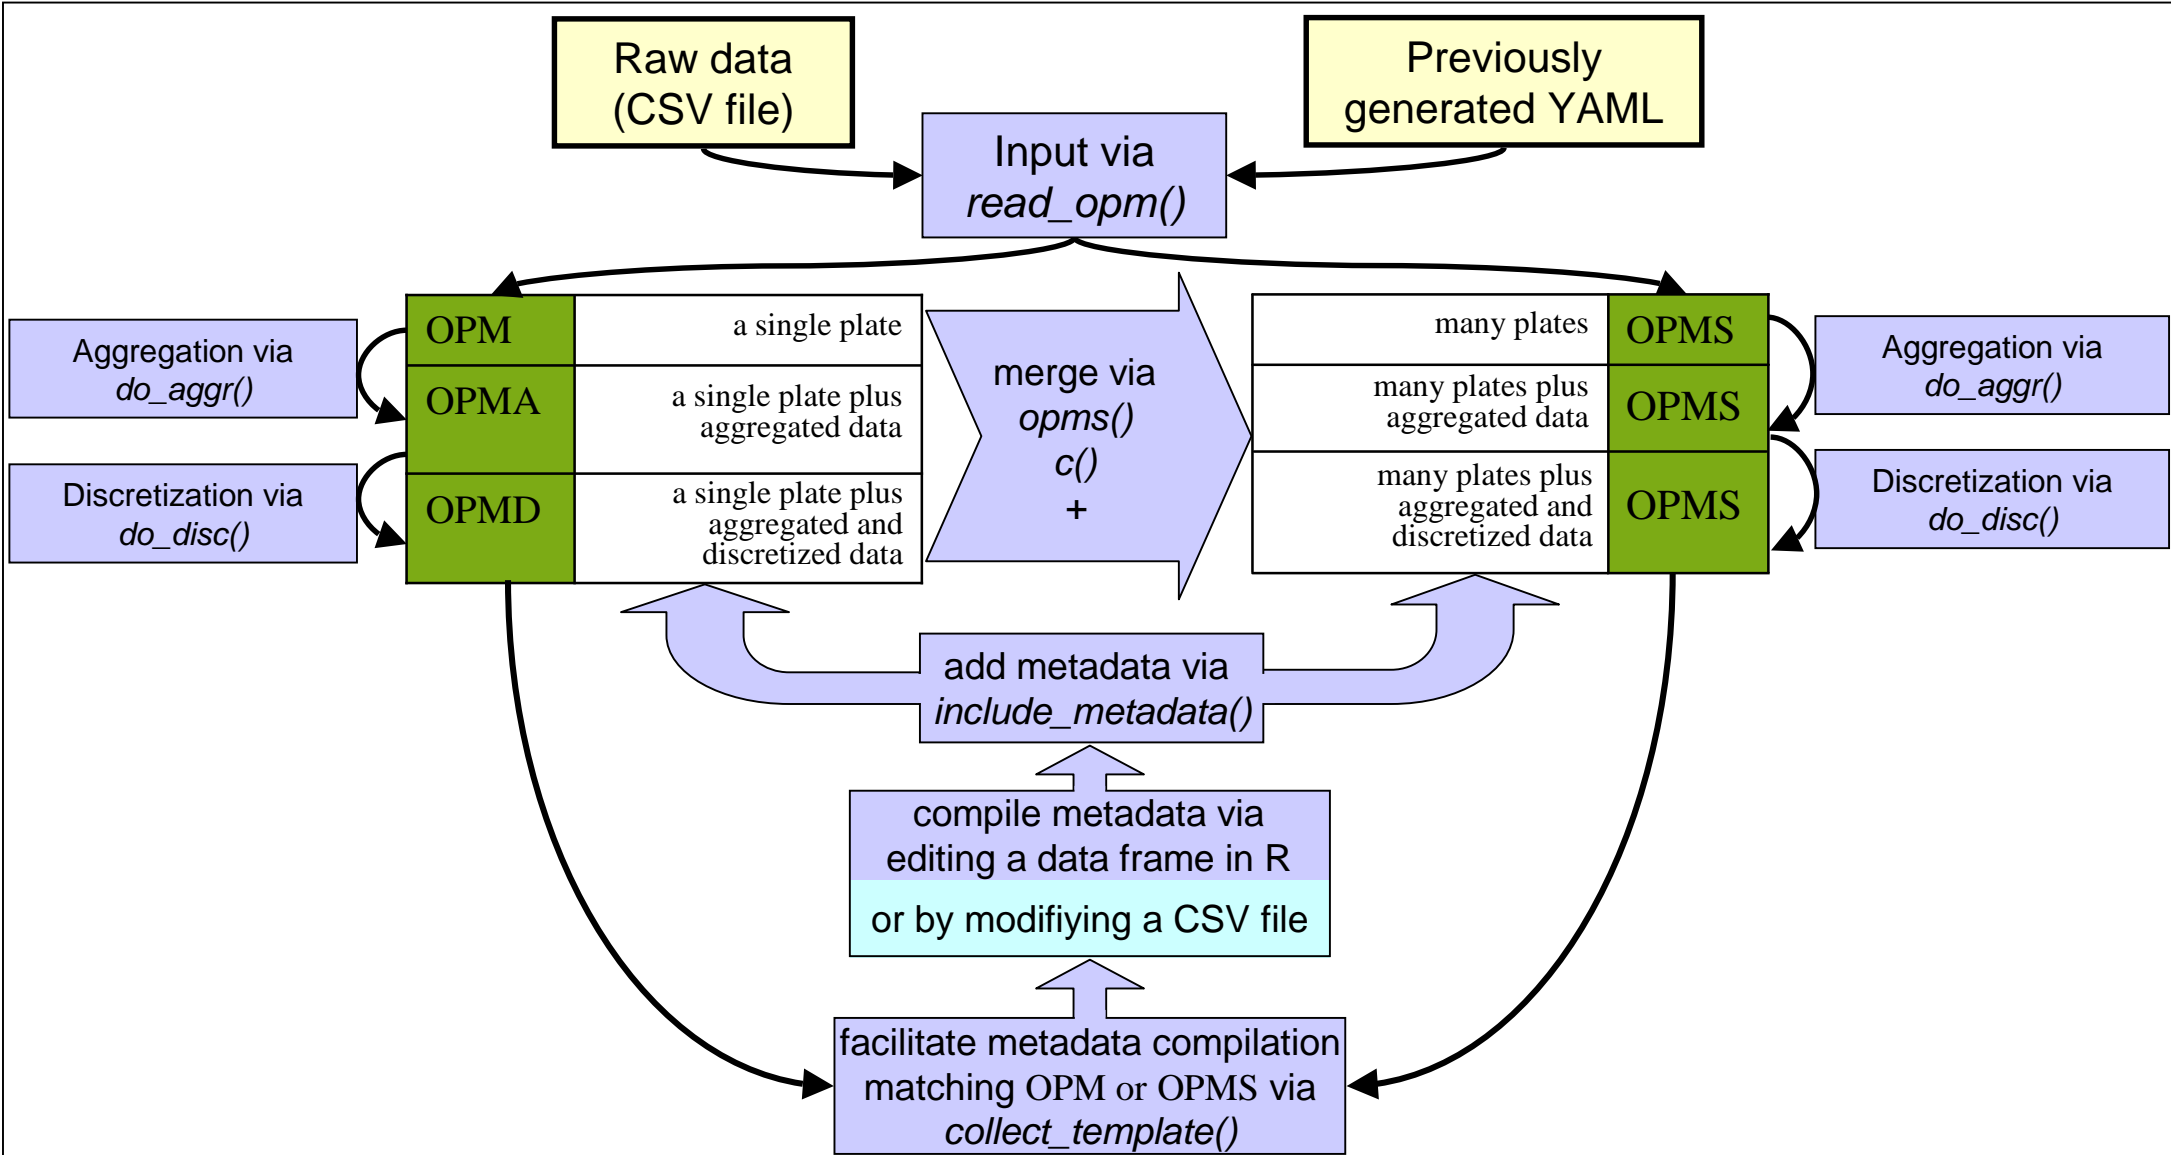 Raw data
(CSV file)
Previously
generated YAML
Input via
read_opm()
Aggregation via
do_aggr()
Discretization via
do_disc()
OPM
a single plate
OPMA
a single plate plus
aggregated data
OPMD
a single plate plus
aggregated and
discretized data
merge via
opms()
c()
+
many plates
OPMS
many plates plus
aggregated data
OPMS
many plates plus
aggregated and
discretized data
OPMS
Aggregation via
do_aggr()
Discretization via
do_disc()
add metadata via
include_metadata()
compile metadata via
editing a data frame in R
or by modifiying a CSV file
facilitate metadata compilation
matching OPM or OPMS via
collect_template()